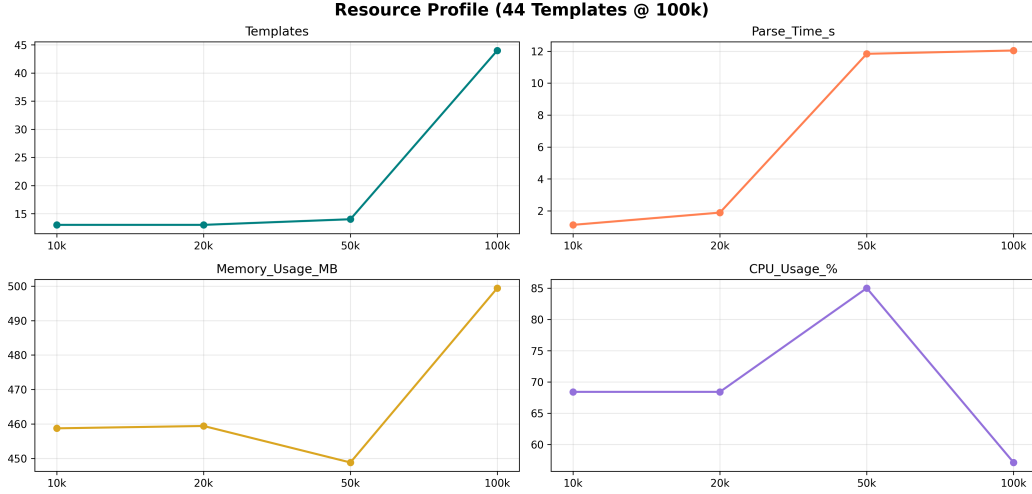 Resource Profile (44 Templates @ 100k)
Templates
45
40
35
30
25
20
15
10k 20k 50k 100k
Parse_Time_s
12
10
8
6
4
2
10k 20k 50k 100k
Memory_Usage_MB
500
490
480
470
460
450
10k 20k 50k 100k
CPU_Usage_%
85
80
75
70
65
60
10k 20k 50k 100k